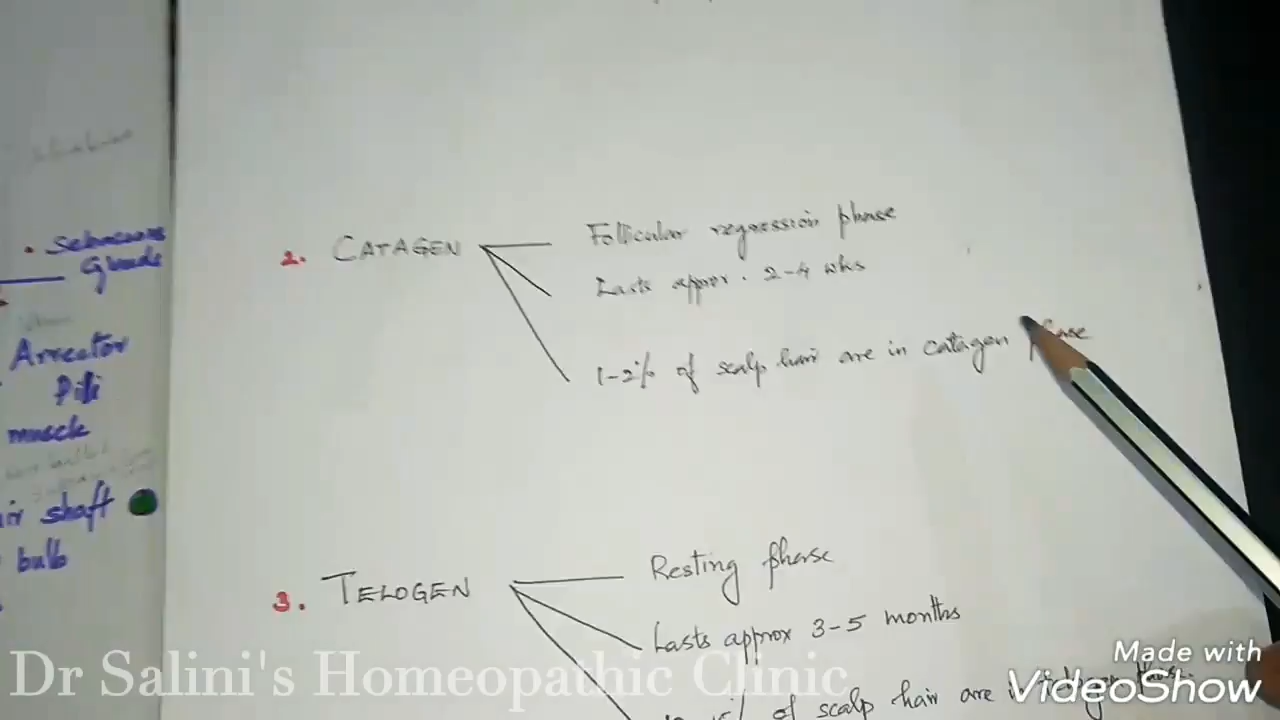 • Sebaceous
Glands
Arrector
Pili
muscle
shaft
bulb
2. CATAGEN
Follicular regression phase
Lasts approx. 2-4 wks
1-2% of scalp hair are in catagen phase
3. TELOGEN
Resting phase
Lasts approx 3-5 months
% of scalp hair are
Dr Salini's Homeopathic Clinic
Made with
VideoShow